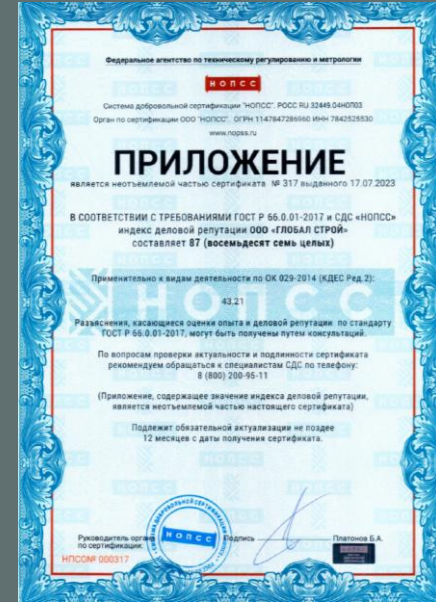 Федеральное агентство по техническому регулированию и метрологии
НОПСС
Система добровольной сертификации "НОПСС". РОСС RU.32449.04НОП03
Орган по сертификации ООО "НОПСС". ОГРН 1147847286960 ИНН 7842525530
www.nopss.ru
ПРИЛОЖЕНИЕ
является неотъемлемой частью сертификата № 317 выданного 17.07.2023
В СООТВЕТСТВИИ С ТРЕБОВАНИЯМИ ГОСТ Р 66.0.01-2017 и СДС «НОПСС»
индекс деловой репутации ООО «ГЛОБАЛ СТРОЙ»
составляет 87 (восемьдесят семь целых)
Применительно к видам деятельности по ОК 029-2014 (КДЕС Ред.2):
43.21
НОПСС
Разъяснения, касающиеся оценки опыта и деловой репутации по стандарту
ГОСТ Р 66.0.01-2017, могут быть получены путем консультаций.
По вопросам проверки актуальности и подлинности сертификата
рекомендуем обращаться к специалистам СДС по телефону:
8 (800) 200-95-11
(Приложение, содержащее значение индекса деловой репутации,
является неотъемлемой частью настоящего сертификата)
Подлежит обязательной актуализации не позднее
12 месяцев с даты получения сертификата.
НОПСС
Руководитель органа
по сертификации:
Подпись
Платонов Б.А.
НПСС№ 000317